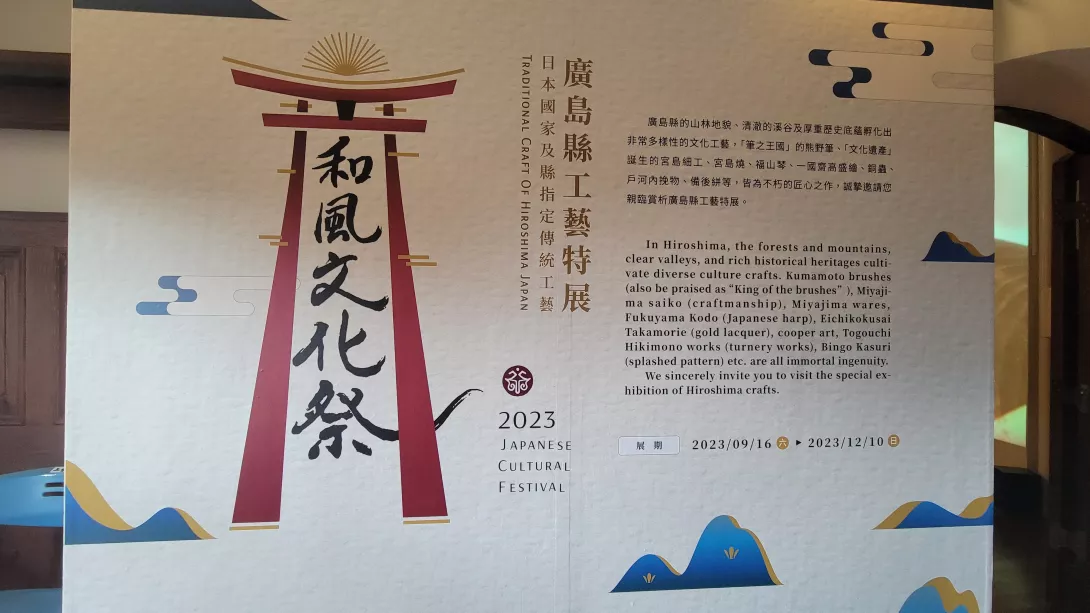 和風文化祭
廣島縣工藝特展
日本國家及縣指定傳統工藝
TRADITIONAL CRAFT OF HIROSHIMA JAPAN
2023
JAPANESE
CULTURAL
FESTIVAL
廣島縣的山林地貌、清澈的溪谷及厚重歷史底蘊孵化出
非常多樣性的文化工藝，「筆之王國」的熊野筆、「文化遺產」
誕生的宮島細工、宮島燒、福山琴、一國齋高盛繪、銅蟲、
戶河內挽物、備後絣等，皆為不朽的匠心之作，誠摯邀請您
親臨賞析廣島縣工藝特展。
In Hiroshima, the forests and mountains,
clear valleys, and rich historical heritages culti-
vate diverse culture crafts. Kumamoto brushes
(also be praised as “King of the brushes” ), Miyaji-
ma saiko (craftmanship), Miyajima wares,
Fukuyama Kodo (Japanese harp), Eichikokusai
Takamorie (gold lacquer), cooper art, Togouchi
Hikimono works (turnery works), Bingo Kasuri
(splashed pattern) etc. are all immortal ingenuity.
We sincerely invite you to visit the special ex-
hibition of Hiroshima crafts.
展期 2023/09/16 六 ▸ 2023/12/10 日